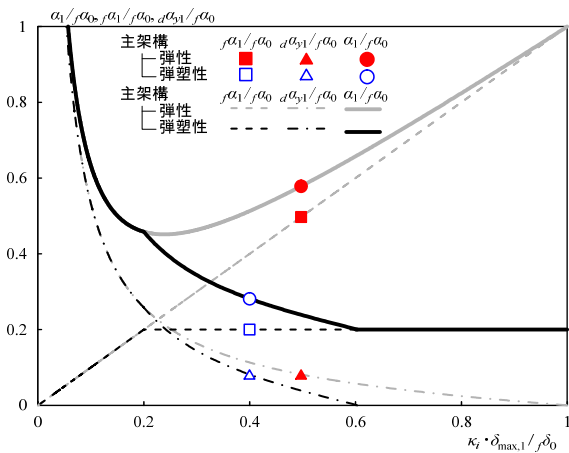 α1/fα0, fα1/fα0, dαy1/fα0
主架構 fα1/fα0 dαy1/fα0 α1/fα0
弾性
弾塑性
主架構 fα1/fα0 dαy1/fα0 α1/fα0
弾性
弾塑性
1
0.8
0.6
0.4
0.2
0
0 0.2 0.4 0.6 0.8 1
κi・δmax,1/fδ0